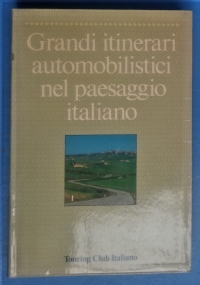 Grandi itinerari
automobilistici
nel paesaggio
italiano
Touring Club Italiano